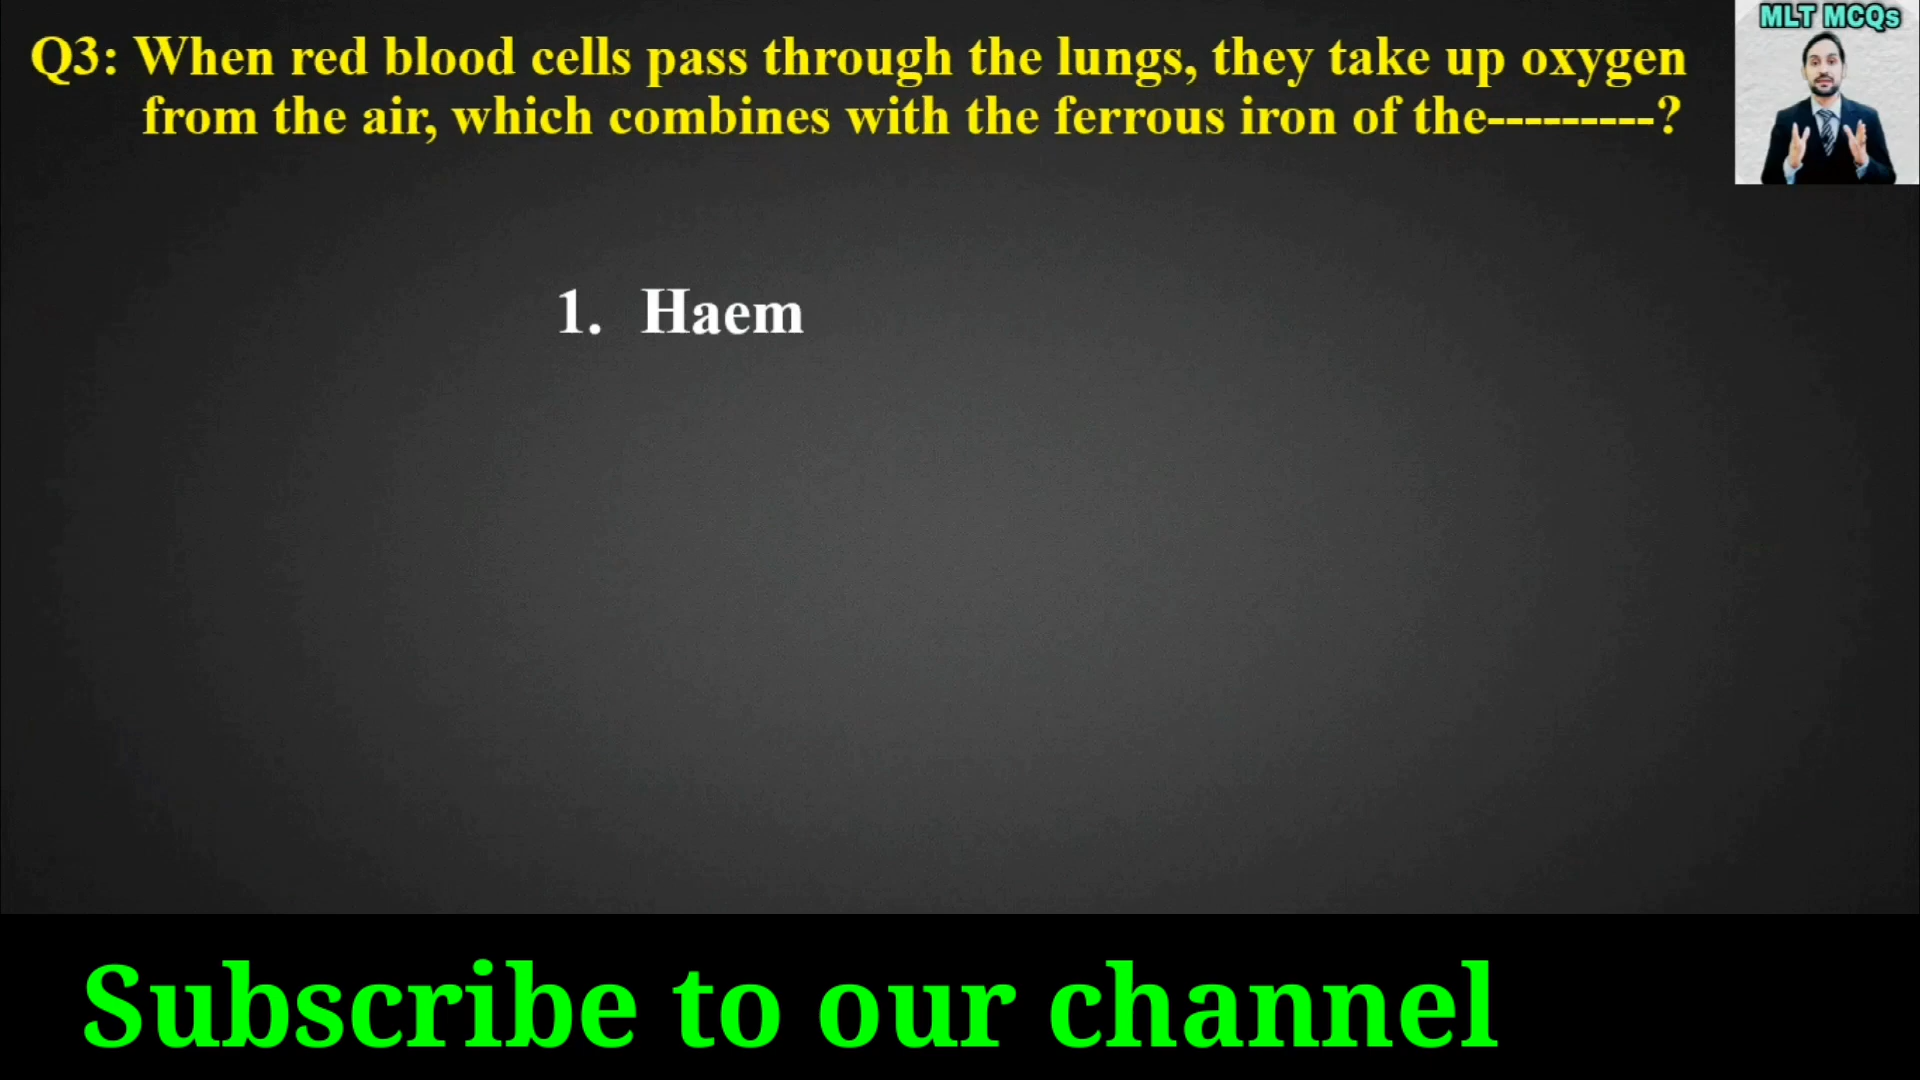 MLT MCQs
Q3: When red blood cells pass through the lungs, they take up oxygen
from the air, which combines with the ferrous iron of the---------?
1. Haem
Subscribe to our channel